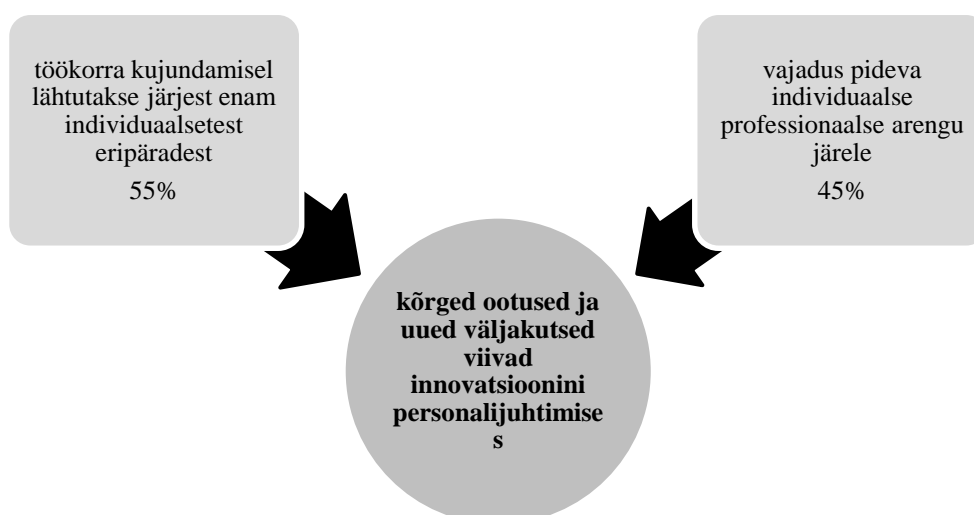 töökorra kujundamisel
lähtutakse järjest enam
individuaalsetest
eripäradest
55%
vajadus pideva
individuaalse
professionaalse arengu
järele
45%
kõrged ootused ja
uued väljakutsed
viivad
innovatsioonini
personalijuhtimise
s